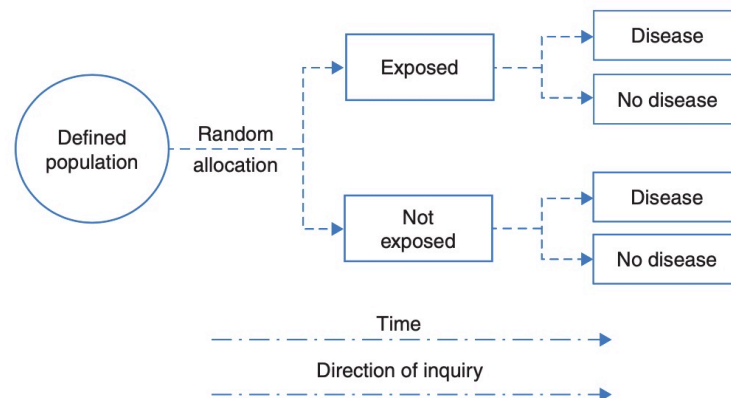 Defined
population
Random
allocation
Exposed
Disease
No disease
Not
exposed
Disease
No disease
Time
Direction of inquiry